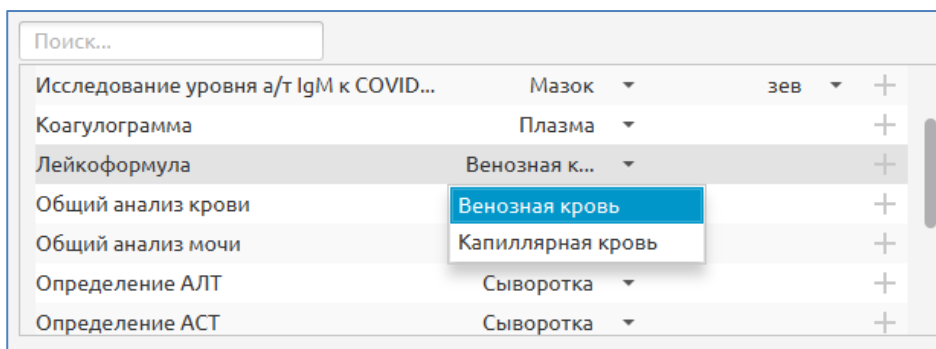 Поиск...
Исследование уровня а/т IgM к COVID... Мазок зев
Коагулограмма Плазма
Лейкоформула Венозная к...
Общий анализ крови Венозная кровь
Общий анализ мочи Капиллярная кровь
Определение АЛТ Сыворотка
Определение АСТ Сыворотка